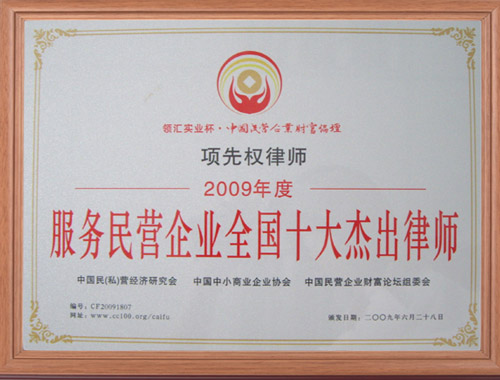 领汇实业杯·中国民营企业财富论坛
项先权律师
2009年度
服务民营企业全国十大杰出律师
中国民(私)营经济研究会 中国中小商业企业协会 中国民营企业财富论坛组委会
编号:CF20091807
网址:www.cc100.org/caifu
颁发日期:二〇〇九年六月二十八日